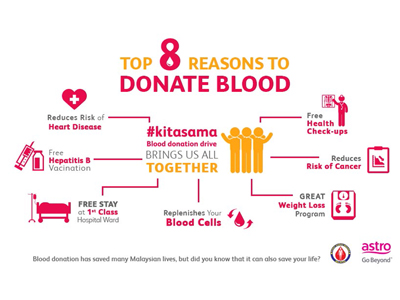 TOP 8 REASONS TO
DONATE BLOOD
Reduces Risk of
Heart Disease
Free
Hepatitis B
Vacination
FREE STAY
at 1st Class
Hospital Ward
#kitasama
Blood donation drive
BRINGS US ALL
TOGETHER
Replenishes Your
Blood Cells
Free
Health
Check-ups
Reduces
Risk of Cancer
GREAT
Weight Loss
Program
Blood donation has saved many Malaysian lives, but did you know that it can also save your life?
astro
Go Beyond